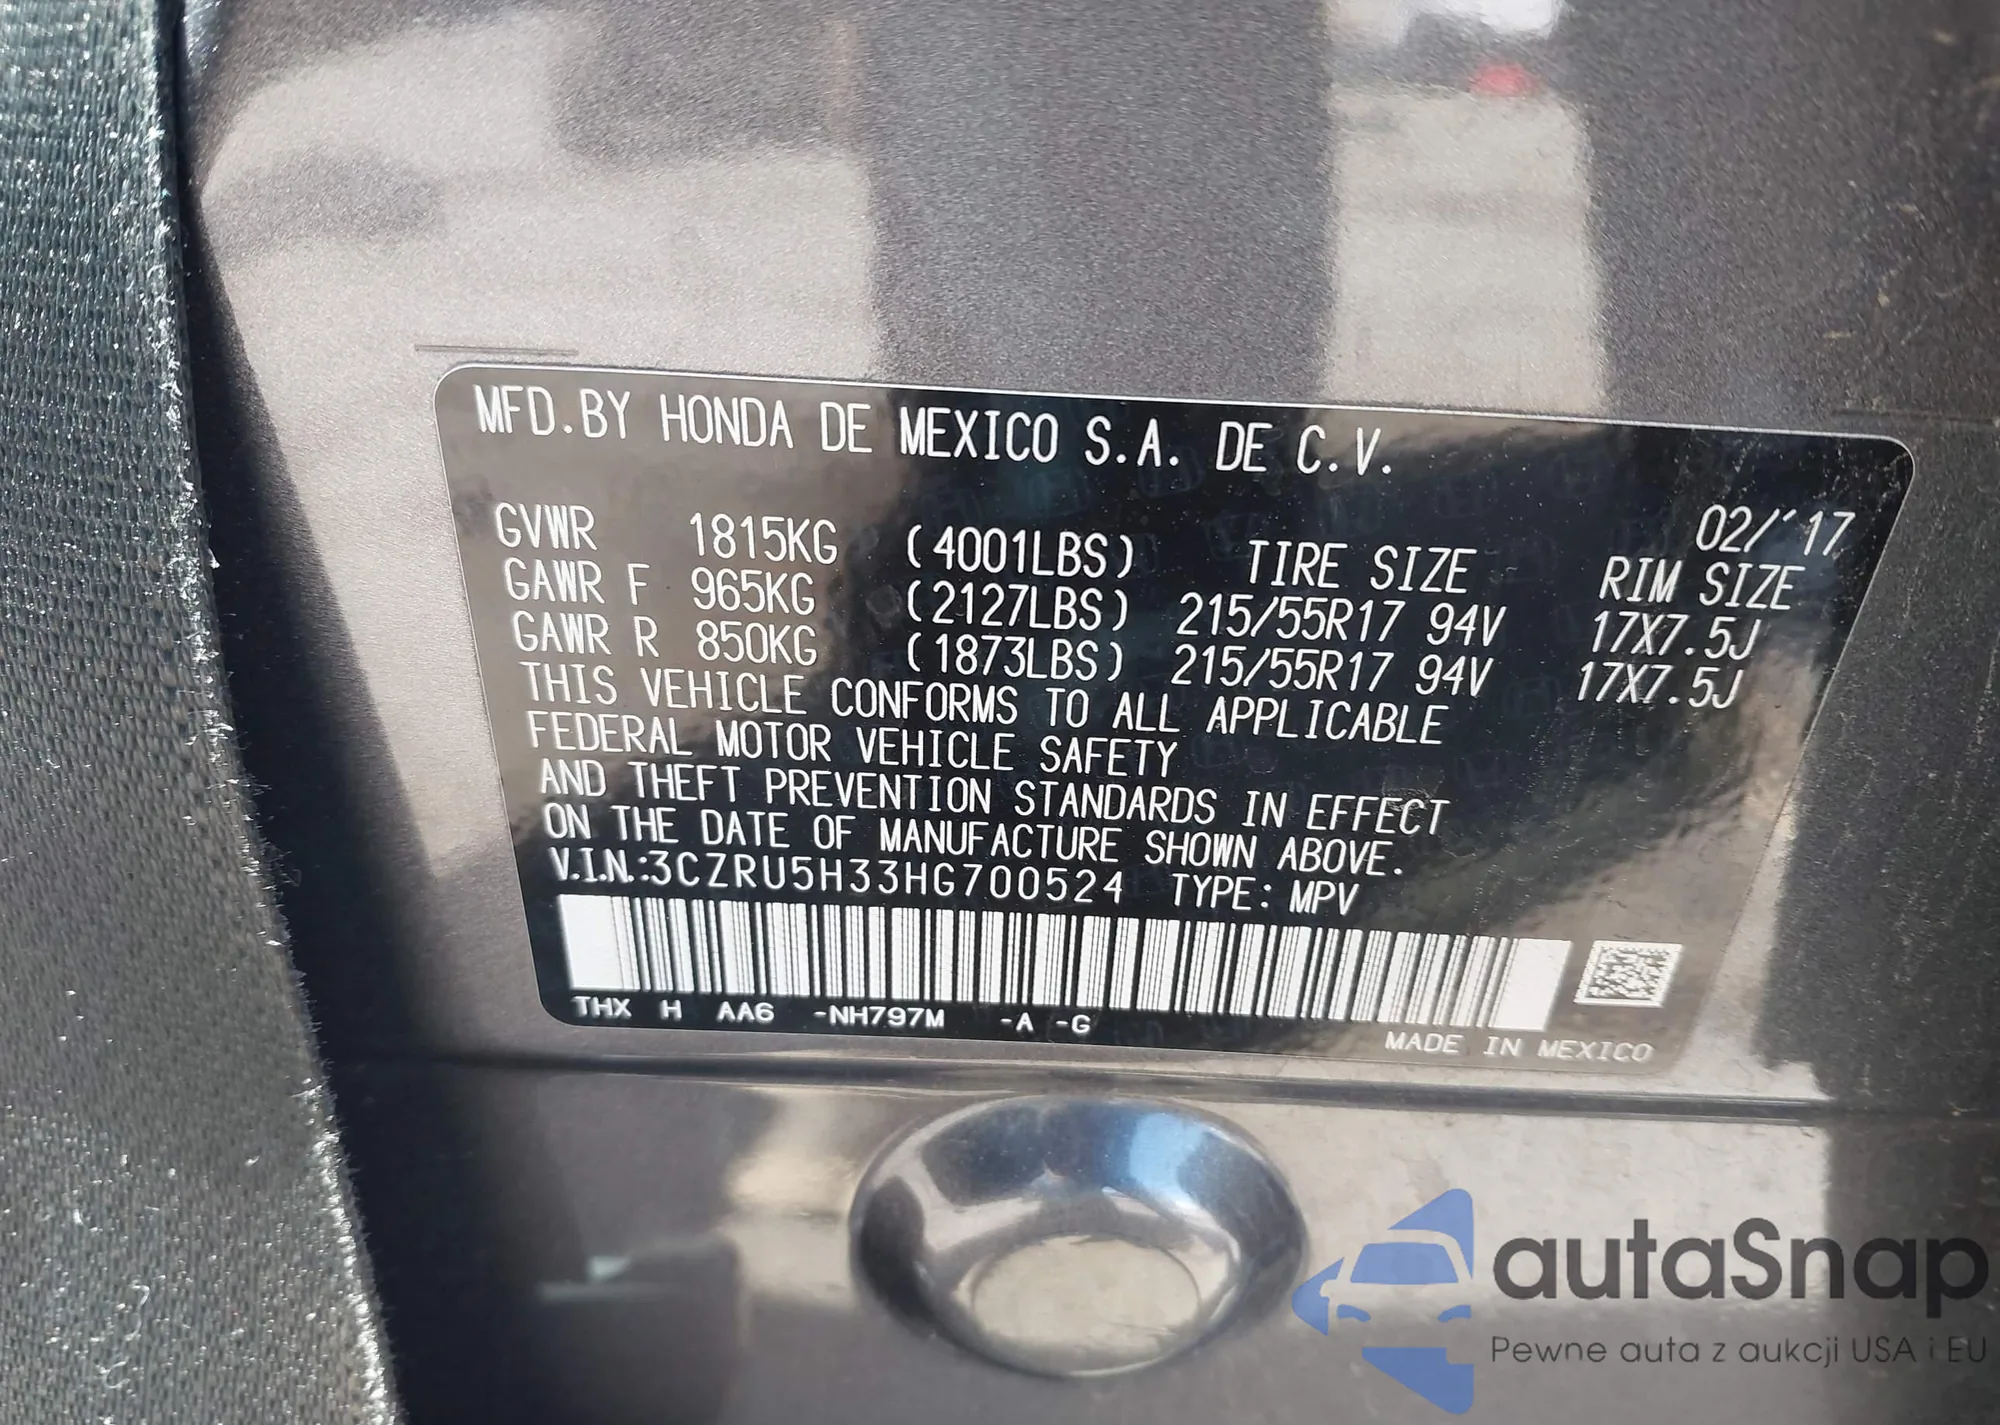 MFD.BY HONDA DE MEXICO S.A. DE C.V.
02/'17
GVWR 1815KG (4001LBS) TIRE SIZE RIM SIZE
GAWR F 965KG (2127LBS) 215/55R17 94V 17X7.5J
GAWR R 850KG (1873LBS) 215/55R17 94V 17X7.5J
THIS VEHICLE CONFORMS TO ALL APPLICABLE
FEDERAL MOTOR VEHICLE SAFETY
AND THEFT PREVENTION STANDARDS IN EFFECT
ON THE DATE OF MANUFACTURE SHOWN ABOVE.
V.I.N.:3CZRU5H33HG700524 TYPE: MPV
THX H AA6 -NH797M -A -G
MADE IN MEXICO
autaSnap
Pewne auta z aukcji USA i EU